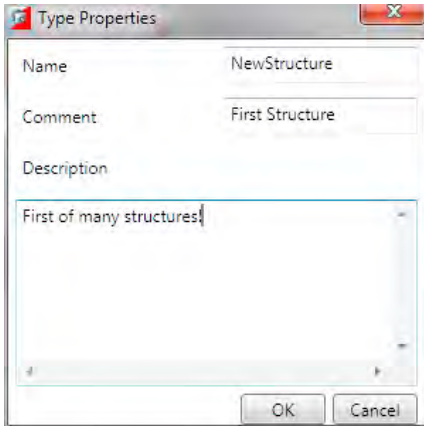 Type Properties
Name NewStructure
Comment First Structure
Description
First of many structures!
OK Cancel